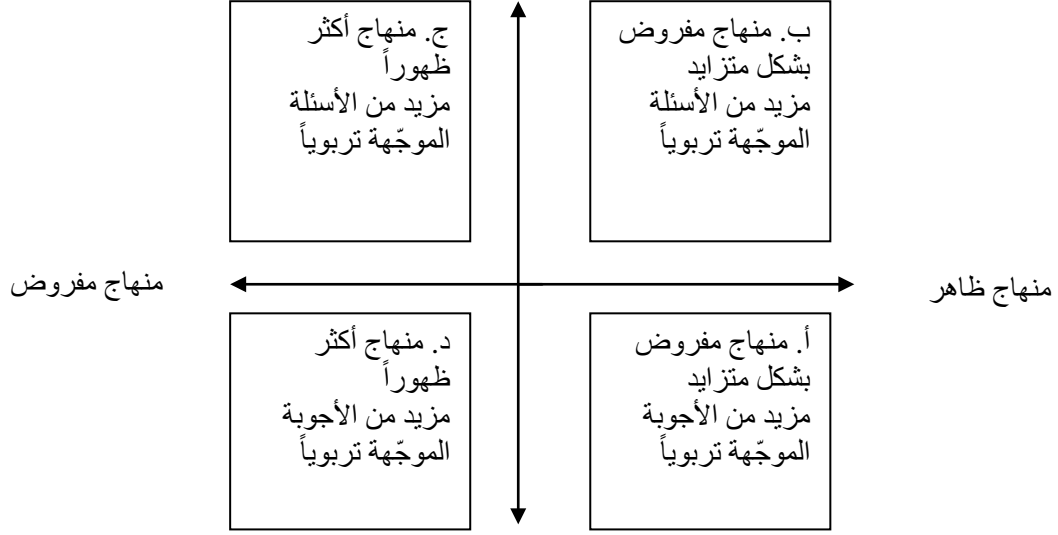 ب. منهاج مفروض
بشكل متزايد
مزيد من الأسئلة
الموجّهة تربوياً
ج. منهاج أكثر
ظهوراً
مزيد من الأسئلة
الموجّهة تربوياً
منهاج ظاهر
منهاج مفروض
أ. منهاج مفروض
بشكل متزايد
مزيد من الأجوبة
الموجّهة تربوياً
د. منهاج أكثر
ظهوراً
مزيد من الأجوبة
الموجّهة تربوياً